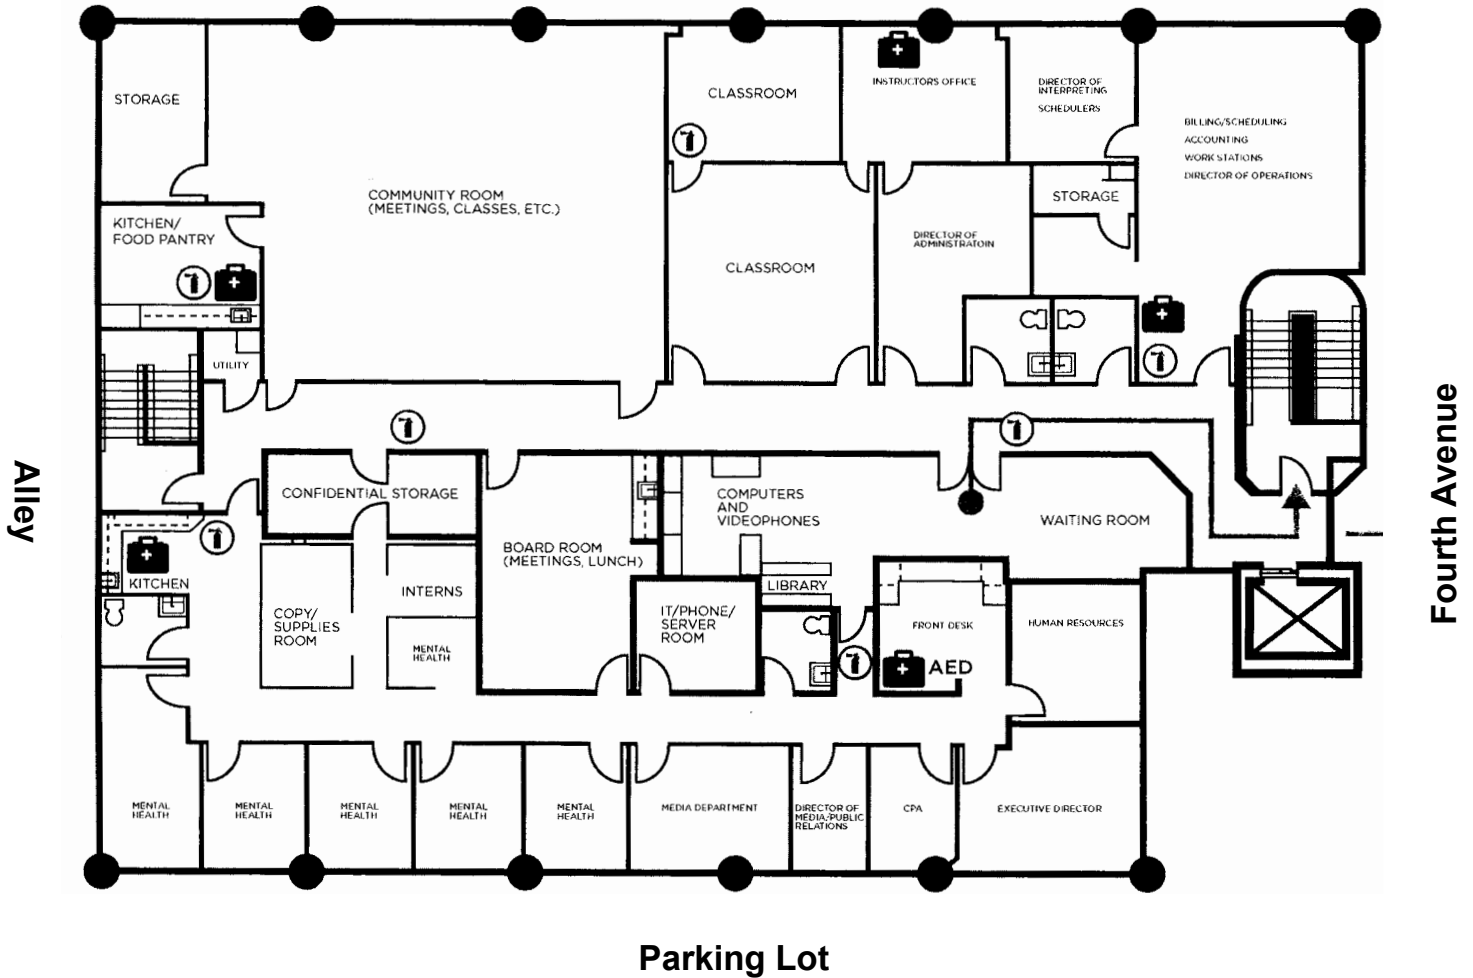 STORAGE
COMMUNITY ROOM
(MEETINGS, CLASSES, ETC.)
CLASSROOM
INSTRUCTORS OFFICE
DIRECTOR OF
INTERPRETING
SCHEDULERS
BILLING/SCHEDULING
ACCOUNTING
WORK STATIONS
DIRECTOR OF OPERATIONS
KITCHEN/
FOOD PANTRY
STORAGE
DIRECTOR OF
ADMINISTRATOIN
CLASSROOM
UTILITY
Alley
Fourth Avenue
CONFIDENTIAL STORAGE
COMPUTERS
AND
VIDEOPHONES
WAITING ROOM
BOARD ROOM
(MEETINGS, LUNCH)
KITCHEN
INTERNS
LIBRARY
COPY/
SUPPLIES
ROOM
IT/PHONE/
SERVER
ROOM
FRONT DESK
HUMAN RESOURCES
MENTAL
HEALTH
AED
MENTAL
HEALTH
MENTAL
HEALTH
MENTAL
HEALTH
MENTAL
HEALTH
MENTAL
HEALTH
MEDIA DEPARTMENT
DIRECTOR OF
MEDIA/PUBLIC
RELATIONS
CPA
EXECUTIVE DIRECTOR
Parking Lot